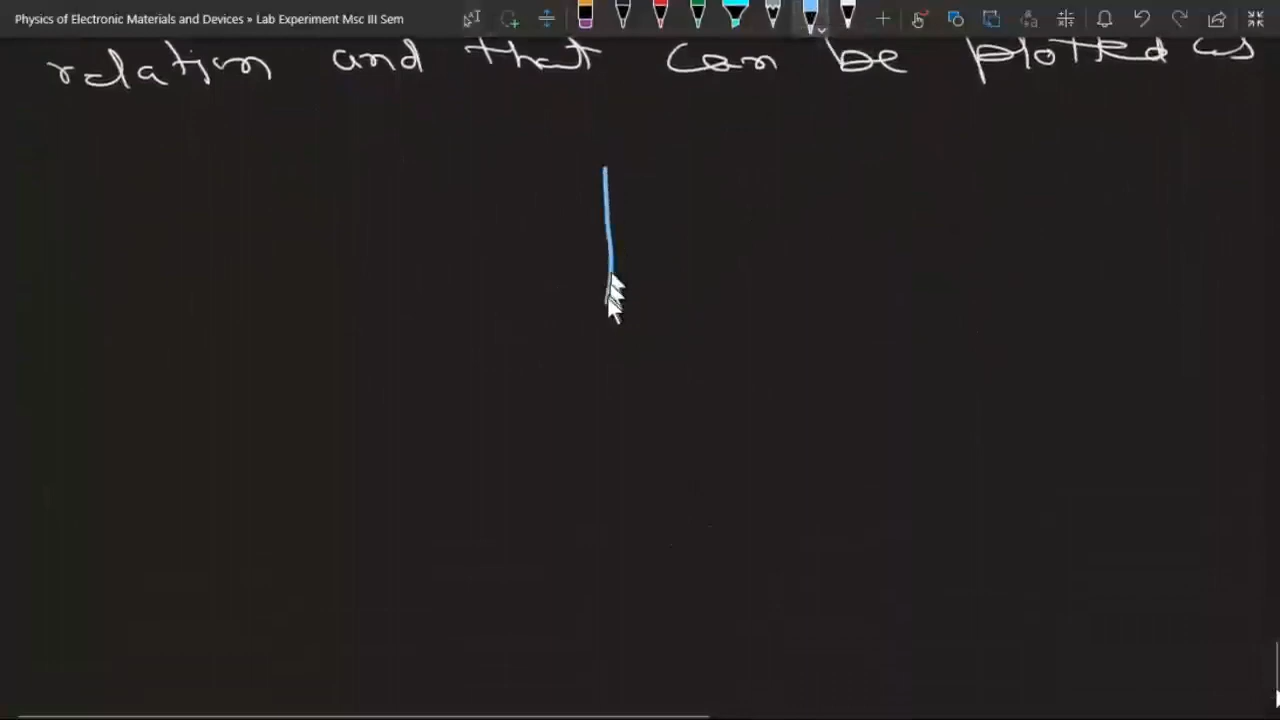 Physics of Electronic Materials and Devices » Lab Experiment Msc III Sem
relation and that can be plotted as